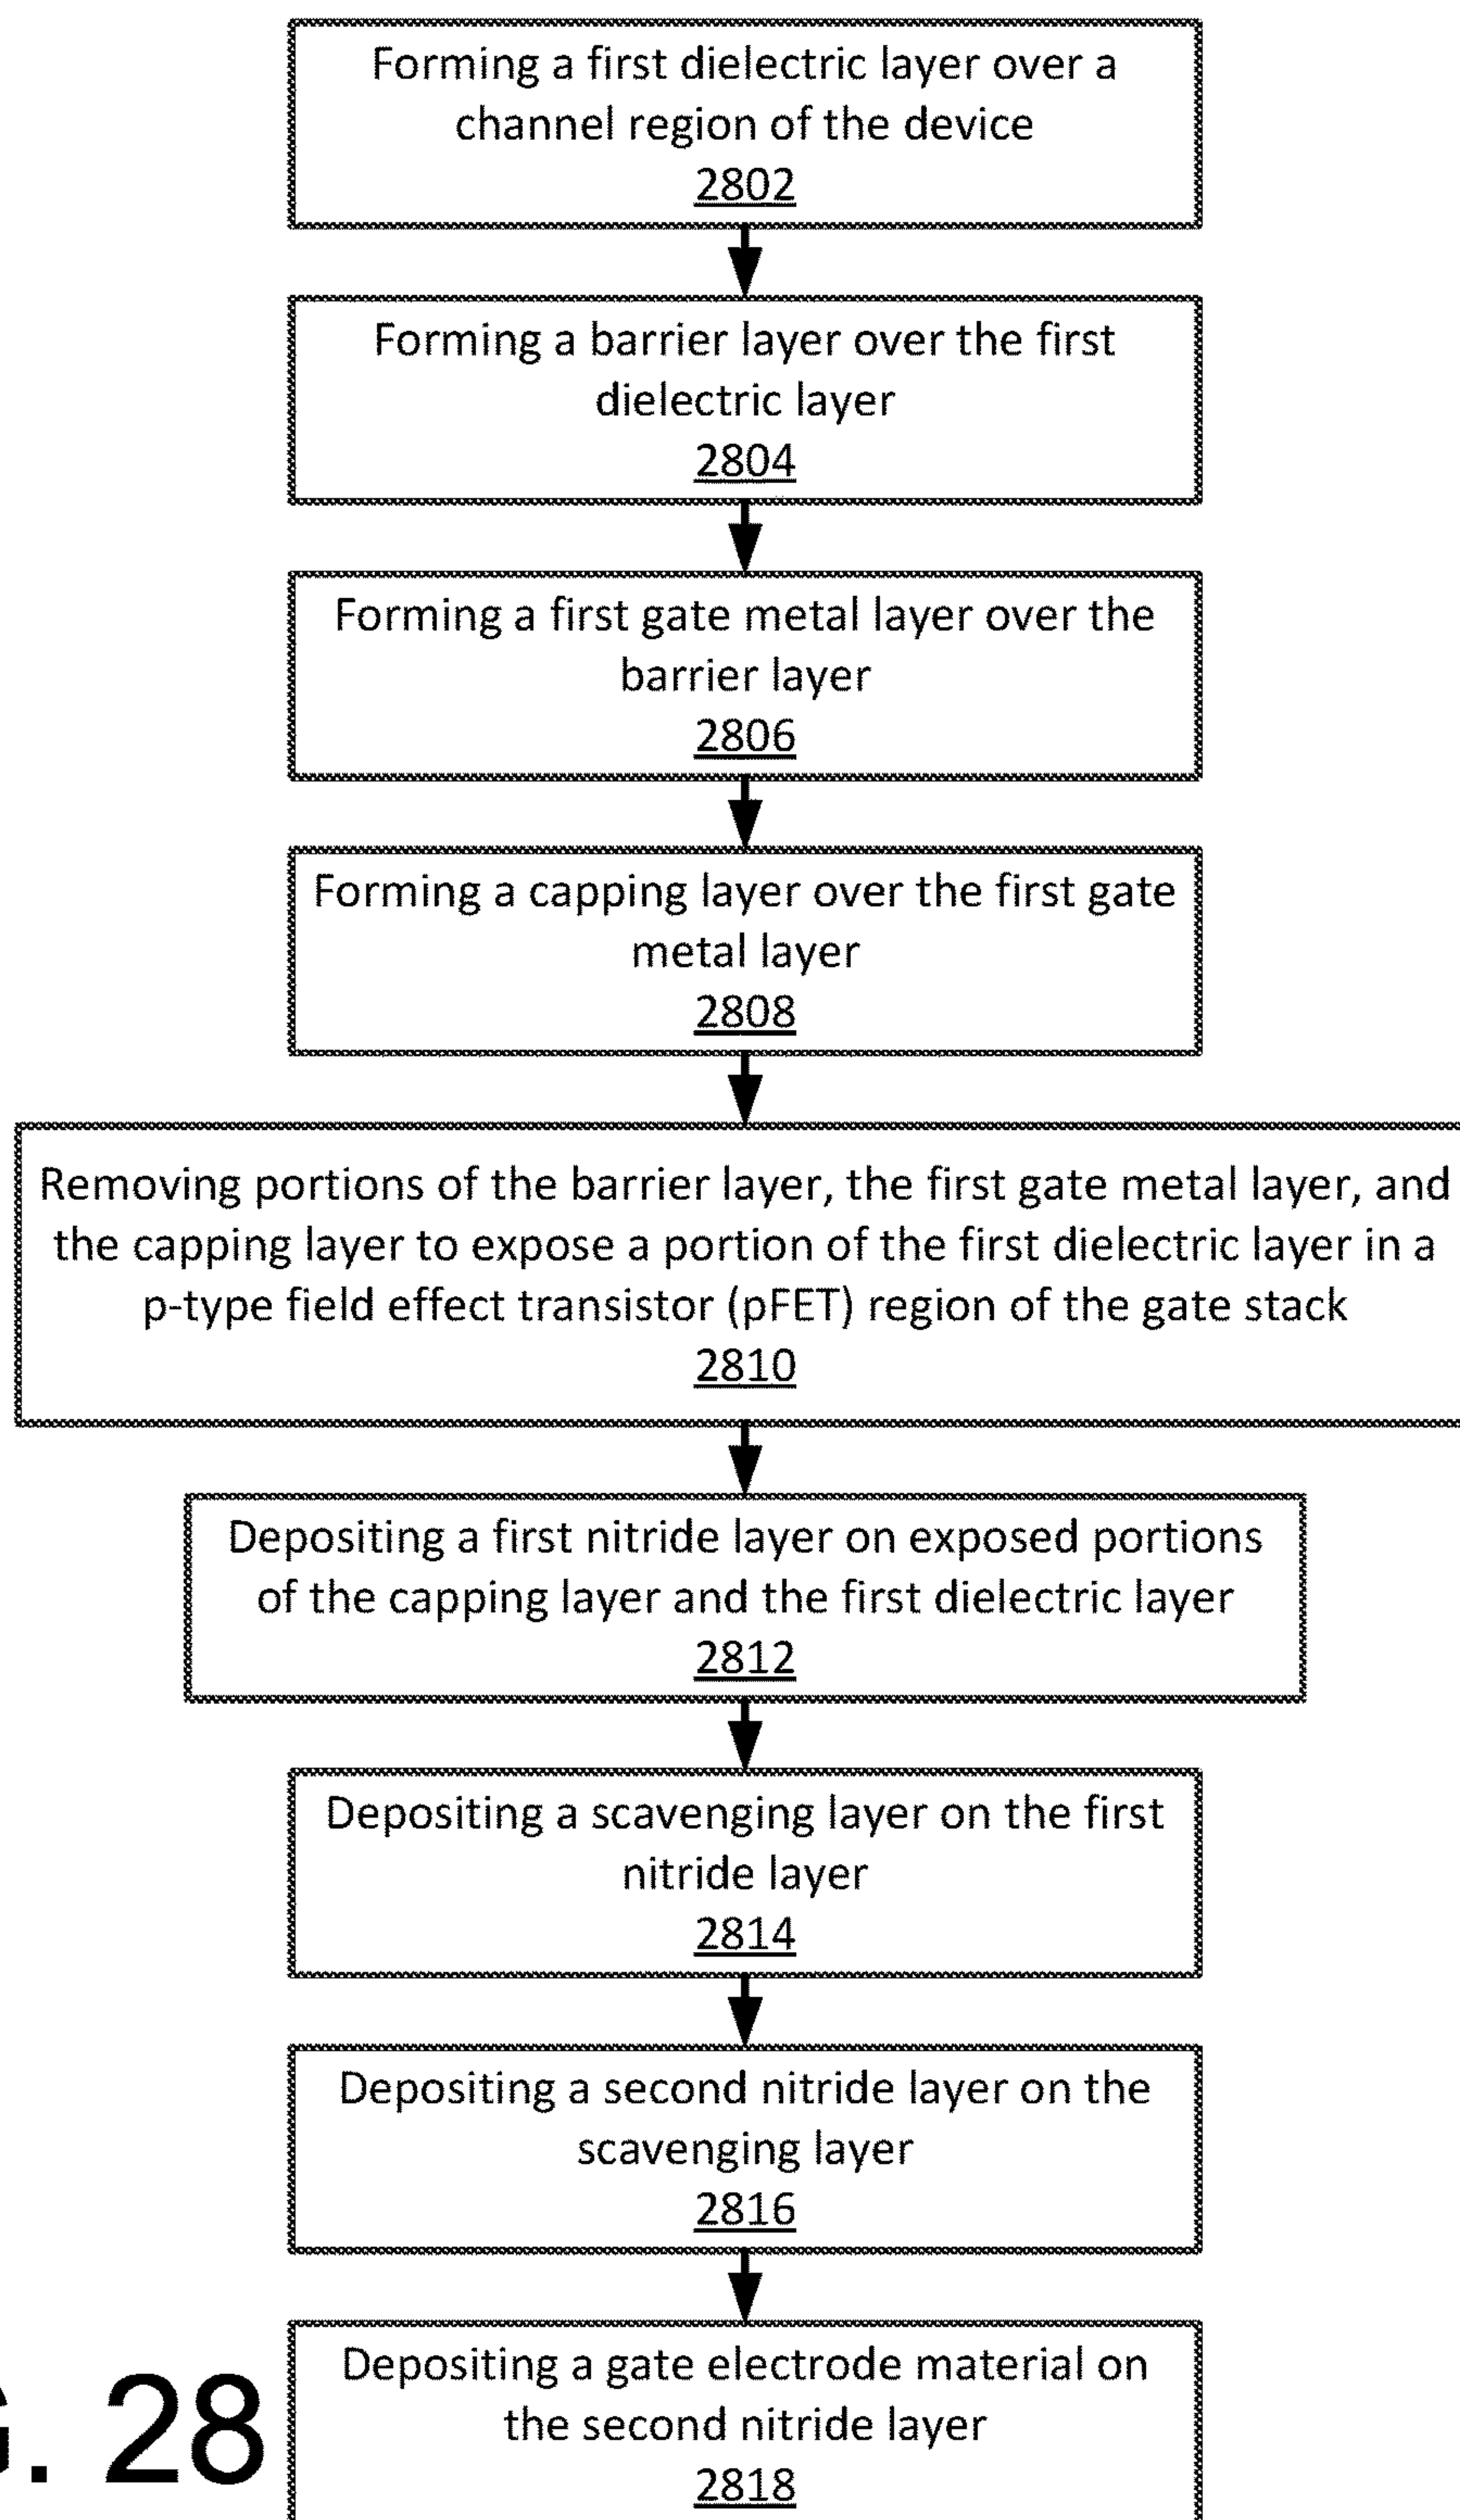 Forming a first dielectric layer over a
channel region of the device
2802
Forming a barrier layer over the first
dielectric layer
2804
Forming a first gate metal layer over the
barrier layer
2806
Forming a capping layer over the first gate
metal layer
2808
Removing portions of the barrier layer, the first gate metal layer, and
the capping layer to expose a portion of the first dielectric layer in a
p-type field effect transistor (pFET) region of the gate stack
2810
Depositing a first nitride layer on exposed portions
of the capping layer and the first dielectric layer
2812
Depositing a scavenging layer on the first
nitride layer
2814
Depositing a second nitride layer on the
scavenging layer
2816
Depositing a gate electrode material on
the second nitride layer
2818
G. 28